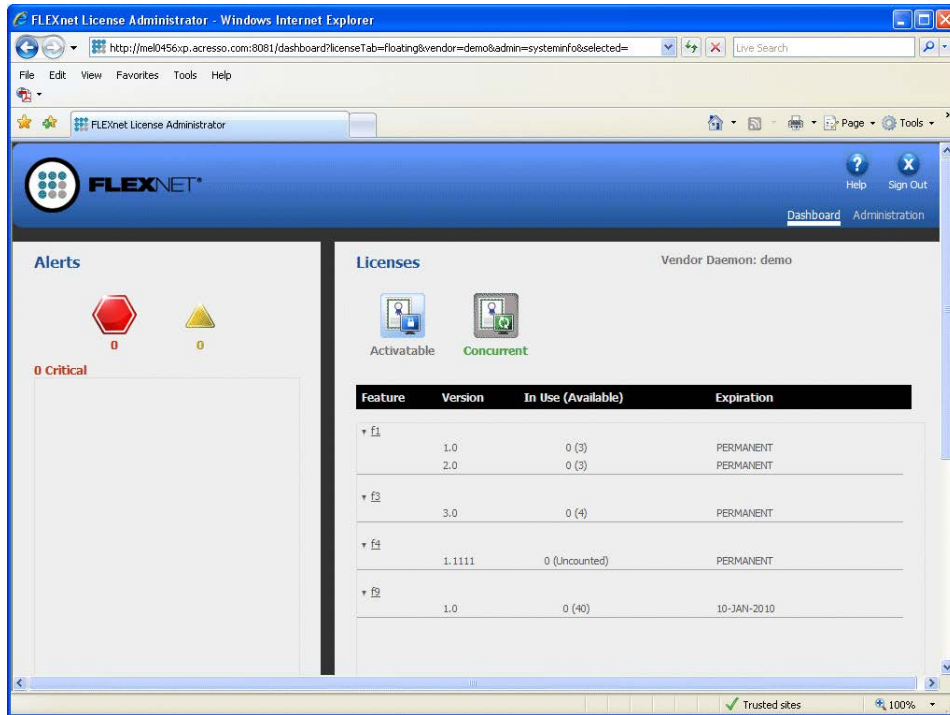 FLEXnet License Administrator - Windows Internet Explorer
http://mel0456xp.acresso.com:8081/dashboard?licenseTab=floating&vendor=demo&admin=systeminfo&selected=
Live Search
File Edit View Favorites Tools Help
FLEXnet License Administrator
Page Tools
FLEXNET
Help Sign Out
Dashboard Administration
Alerts
0 0
0 Critical
Licenses
Vendor Daemon: demo
Activatable Concurrent
Feature Version In Use (Available) Expiration
f1
1.0 0 (3) PERMANENT
2.0 0 (3) PERMANENT
f3
3.0 0 (4) PERMANENT
f4
1.1111 0 (Uncounted) PERMANENT
f9
1.0 0 (40) 10-JAN-2010
Trusted sites 100%